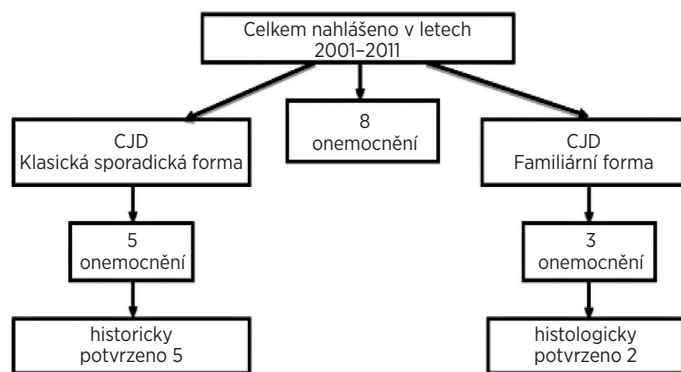 Celkem nahlášeno v letech
2001–2011
8
onemocnění
CJD
Klasická sporadická forma
CJD
Familiární forma
5
onemocnění
3
onemocnění
historicky
potvrzeno 5
histologicky
potvrzeno 2